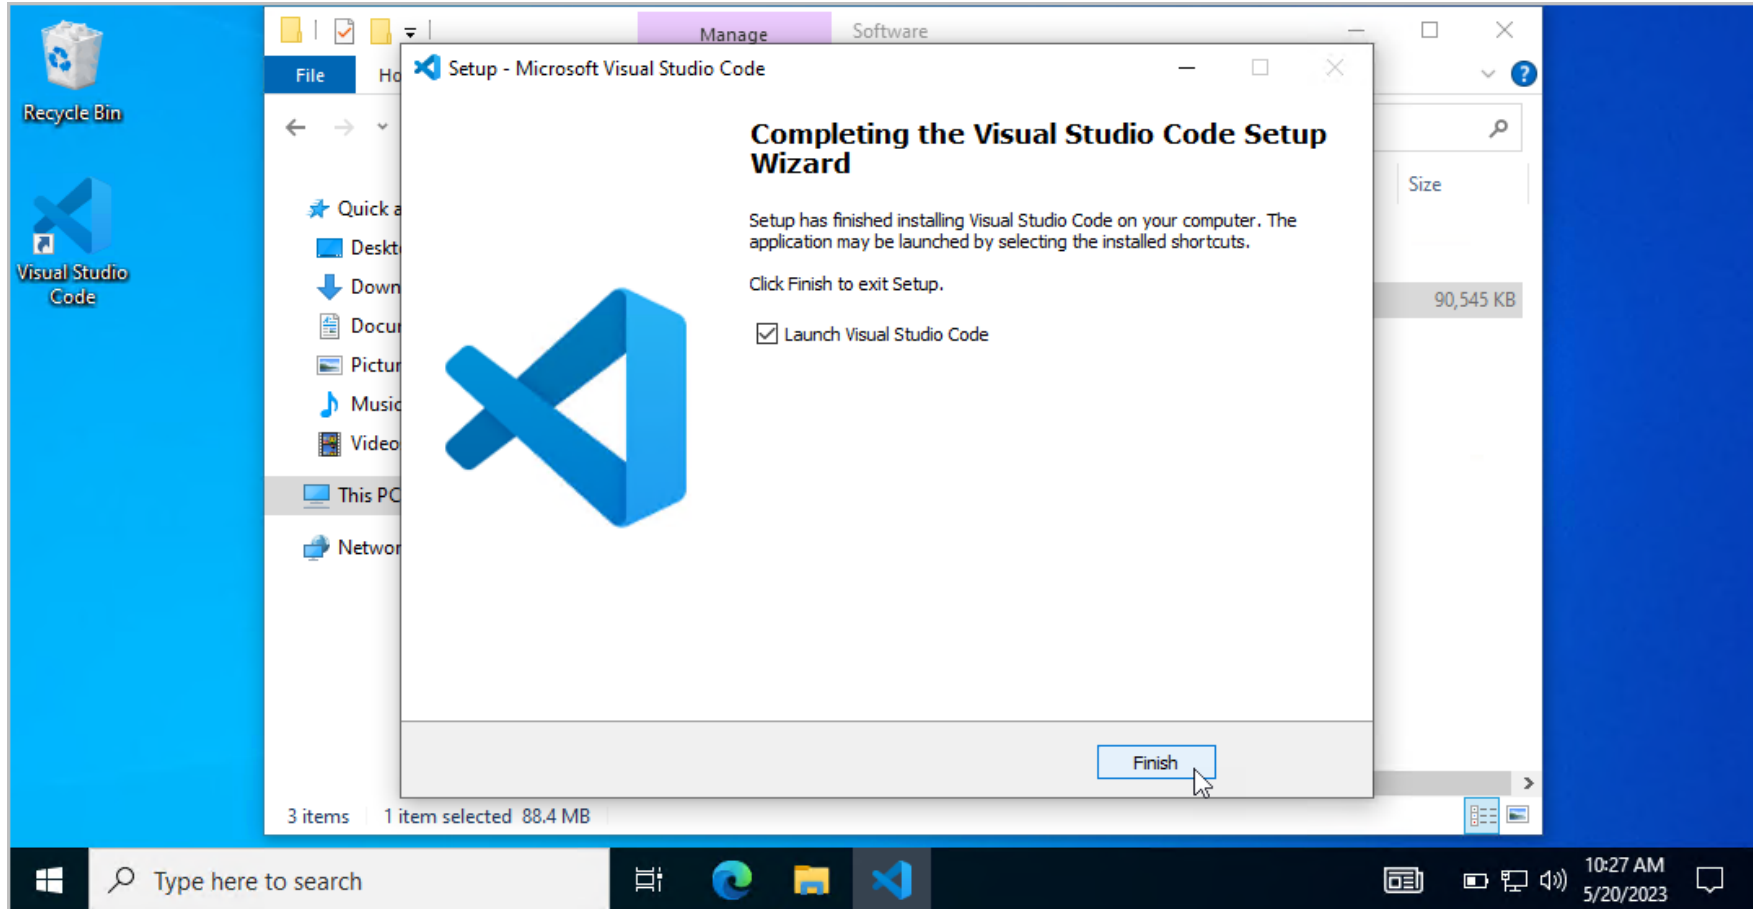 Recycle Bin
Visual Studio
Code
Manage
Software
File
Ho
Setup - Microsoft Visual Studio Code
Completing the Visual Studio Code Setup
Wizard
Setup has finished installing Visual Studio Code on your computer. The
application may be launched by selecting the installed shortcuts.
Click Finish to exit Setup.
Launch Visual Studio Code
Finish
Quick a
Deskt
Down
Docu
Pictur
Music
Video
This PC
Networ
Size
90,545 KB
3 items
1 item selected 88.4 MB
Type here to search
10:27 AM
5/20/2023